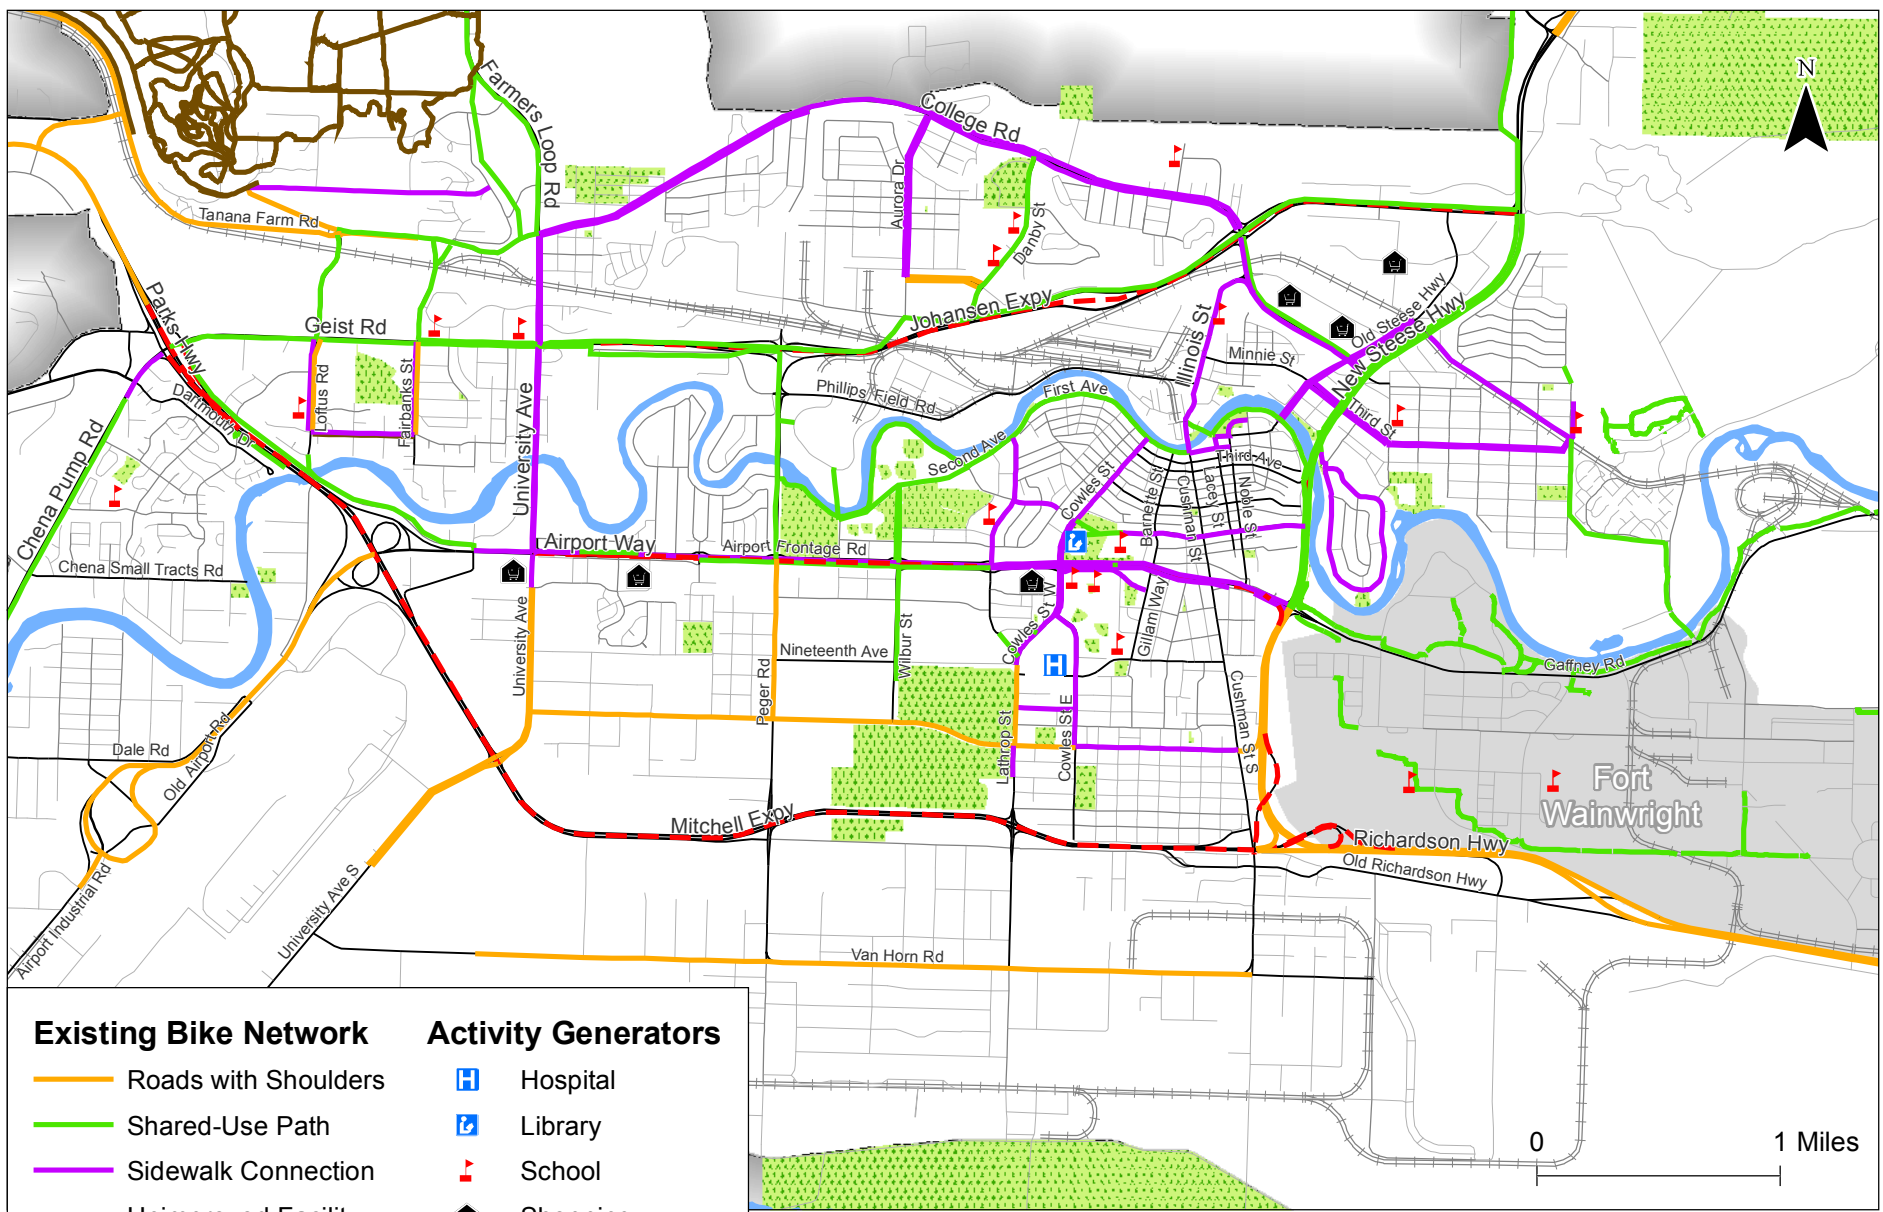 N
Farmers Loop Rd
College Rd
Aurora Dr
Danby St
Tanana Farm Rd
Parks Hwy
Geist Rd
Johansen Expy
Illinois St
Old Steese Hwy
New Steese Hwy
Minnie St
Phillips Field Rd
First Ave
Dartmouth Dr
Loftus Rd
Fairbanks St
University Ave
Third St
Second Ave
Third Ave
Chena Pump Rd
Cowles St
Barnette St
Cushman St
Lacey St
Noble St
Airport Way
Airport Frontage Rd
Chena Small Tracts Rd
University Ave
Wilbur St
Cowles St W
Gillam Way
Nineteenth Ave
Peger Rd
Gaffney Rd
Old Airport Rd
Dale Rd
Lathrop St
Cowles St E
Cushman St S
Fort
Wainwright
Mitchell Expy
Richardson Hwy
Old Richardson Hwy
Airport Industrial Rd
University Ave S
Van Horn Rd
Existing Bike Network
Roads with Shoulders
Shared-Use Path
Sidewalk Connection
Activity Generators
Hospital
Library
School
0 1 Miles